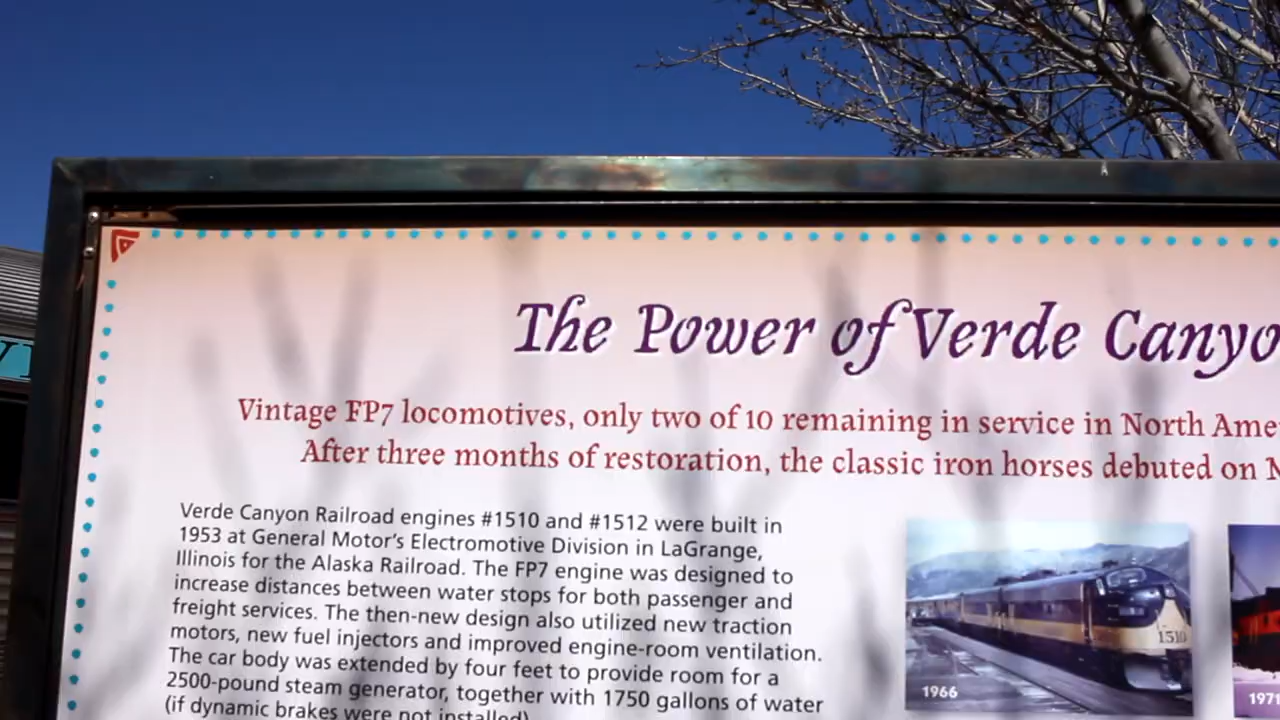 The Power of Verde Canyo
Vintage FP7 locomotives, only two of 10 remaining in service in North Ame
After three months of restoration, the classic iron horses debuted on M
Verde Canyon Railroad engines #1510 and #1512 were built in
1953 at General Motor's Electromotive Division in LaGrange,
Illinois for the Alaska Railroad. The FP7 engine was designed to
increase distances between water stops for both passenger and
freight services. The then-new design also utilized new traction
motors, new fuel injectors and improved engine-room ventilation.
The car body was extended by four feet to provide room for a
2500-pound steam generator, together with 1750 gallons of water
(if dynamic brakes were not installed)
1510
1966
1971